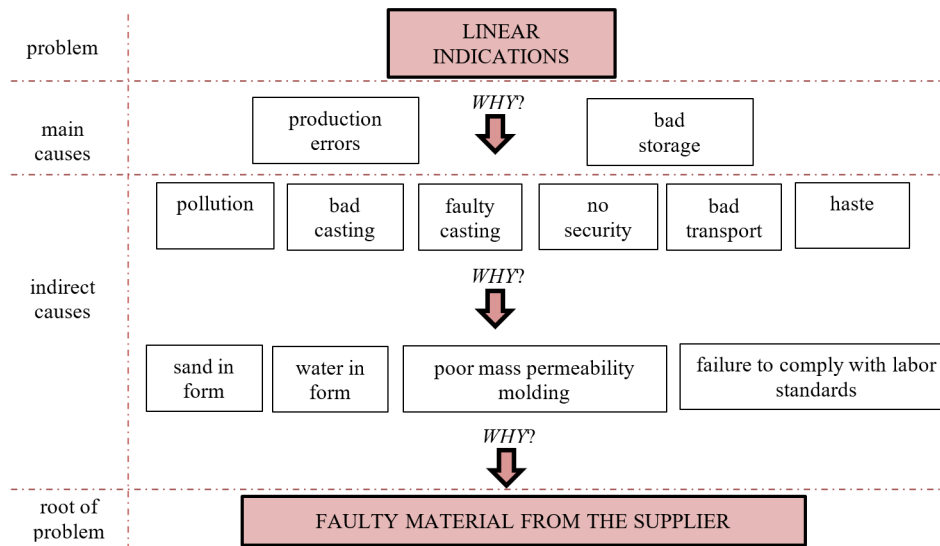 problem
LINEAR
INDICATIONS
WHY?
main
causes
production
errors
bad
storage
indirect
causes
pollution
bad
casting
faulty
casting
no
security
bad
transport
haste
WHY?
sand in
form
water in
form
poor mass permeability
molding
failure to comply with labor
standards
WHY?
root of
problem
FAULTY MATERIAL FROM THE SUPPLIER